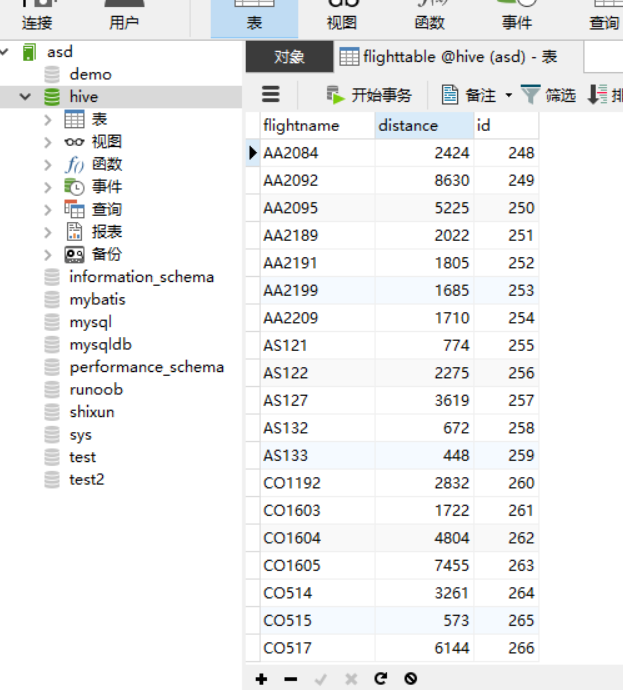 连接 用户 表 视图 函数 事件 查询
asd
demo
hive
表
视图
函数
事件
查询
报表
备份
information_schema
mybatis
mysql
mysqldb
performance_schema
runoob
shixun
sys
test
test2
对象 flighttable @hive (asd) - 表
开始事务 备注 筛选 排
flightname distance id
AA2084 2424 248
AA2092 8630 249
AA2095 5225 250
AA2189 2022 251
AA2191 1805 252
AA2199 1685 253
AA2209 1710 254
AS121 774 255
AS122 2275 256
AS127 3619 257
AS132 672 258
AS133 448 259
CO1192 2832 260
CO1603 1722 261
CO1604 4804 262
CO1605 7455 263
CO514 3261 264
CO515 573 265
CO517 6144 266